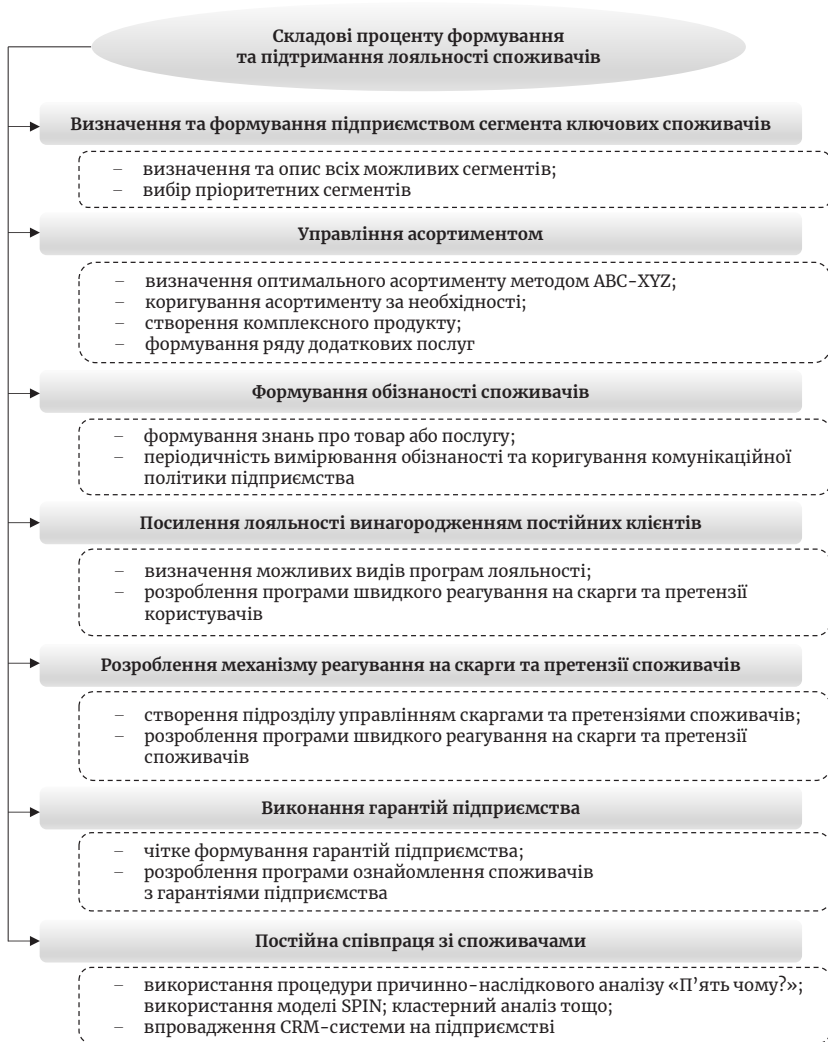 Складові проценту формування
та підтримання лояльності споживачів
Визначення та формування підприємством сегмента ключових споживачів
– визначення та опис всіх можливих сегментів;
– вибір пріоритетних сегментів
Управління асортиментом
– визначення оптимального асортименту методом ABC-XYZ;
– коригування асортименту за необхідності;
– створення комплексного продукту;
– формування ряду додаткових послуг
Формування обізнаності споживачів
– формування знань про товар або послугу;
– періодичність вимірювання обізнаності та коригування комунікаційної
політики підприємства
Посилення лояльності винагородженням постійних клієнтів
– визначення можливих видів програм лояльності;
– розроблення програми швидкого реагування на скарги та претензії
користувачів
Розроблення механізму реагування на скарги та претензії споживачів
– створення підрозділу управлінням скаргами та претензіями споживачів;
– розроблення програми швидкого реагування на скарги та претензії
споживачів
Виконання гарантій підприємства
– чітке формування гарантій підприємства;
– розроблення програми ознайомлення споживачів
з гарантіями підприємства
Постійна співпраця зі споживачами
– використання процедури причинно-наслідкового аналізу «П’ять чому?»;
використання моделі SPIN; кластерний аналіз тощо;
– впровадження CRM-системи на підприємстві